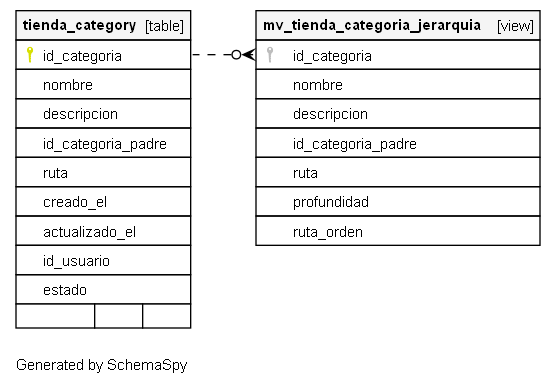 tienda_category [table]
id_categoria
nombre
descripcion
id_categoria_padre
ruta
creado_el
actualizado_el
id_usuario
estado
mv_tienda_categoria_jerarquia [view]
id_categoria
nombre
descripcion
id_categoria_padre
ruta
profundidad
ruta_orden
Generated by SchemaSpy